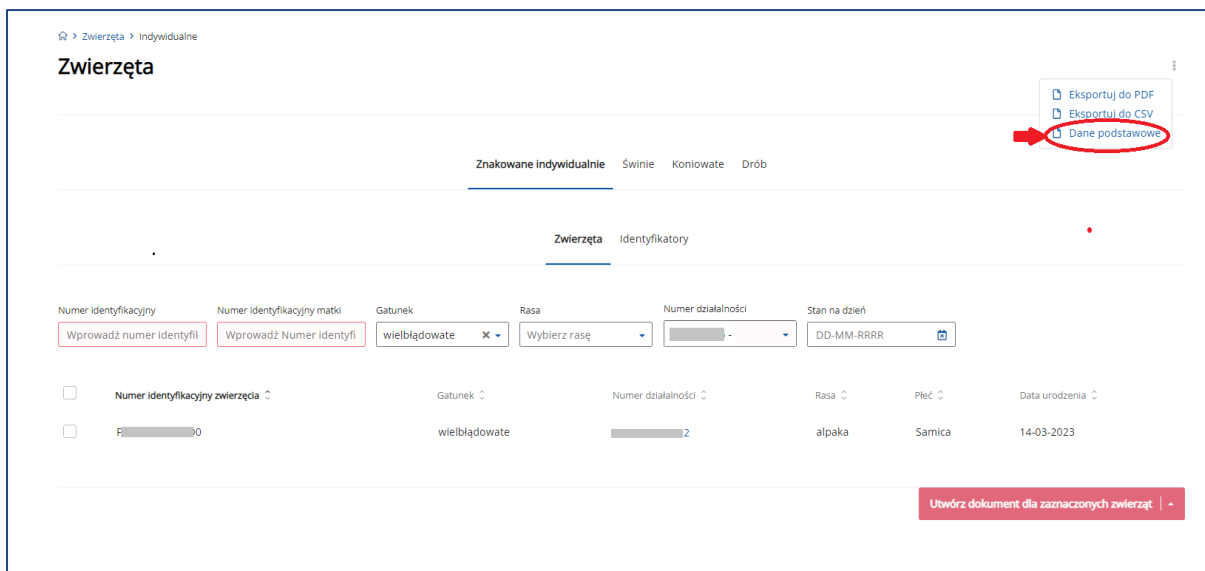 > Zwierzęta > Indywidualne
Zwierzęta
Eksportuj do PDF
Eksportuj do CSV
Dane podstawowe
Znakowane indywidualnie Świnie Koniowate Drób
Zwierzęta Identyfikatory
Numer identyfikacyjny Numer identyfikacyjny matki Gatunek Rasa Numer działalności Stan na dzień
Wprowadź numer identyfil Wprowadź Numer identyfi wielbłądowate Wybierz rasę - DD-MM-RRRR
Numer identyfikacyjny zwierzęcia Gatunek Numer działalności Rasa Płeć Data urodzenia
wielbłądowate 2 alpaka Samica 14-03-2023
Utwórz dokument dla zaznaczonych zwierząt